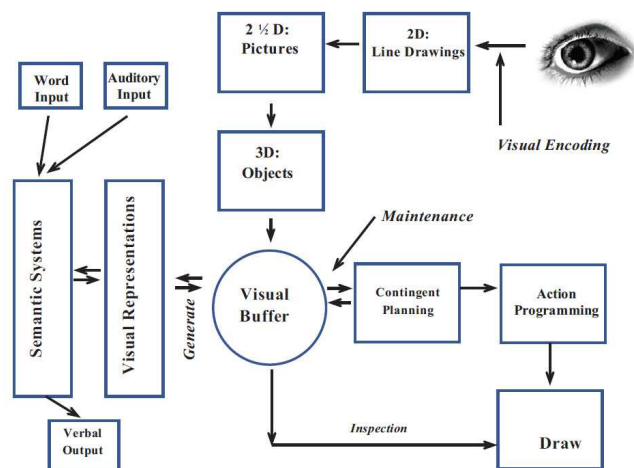 2 ½ D:
Pictures
2D:
Line Drawings
Word
Input
Auditory
Input
Visual Encoding
3D:
Objects
Maintenance
Semantic Systems
Visual Representations
Generate
Visual
Buffer
Contingent
Planning
Action
Programming
Verbal
Output
Inspection
Draw